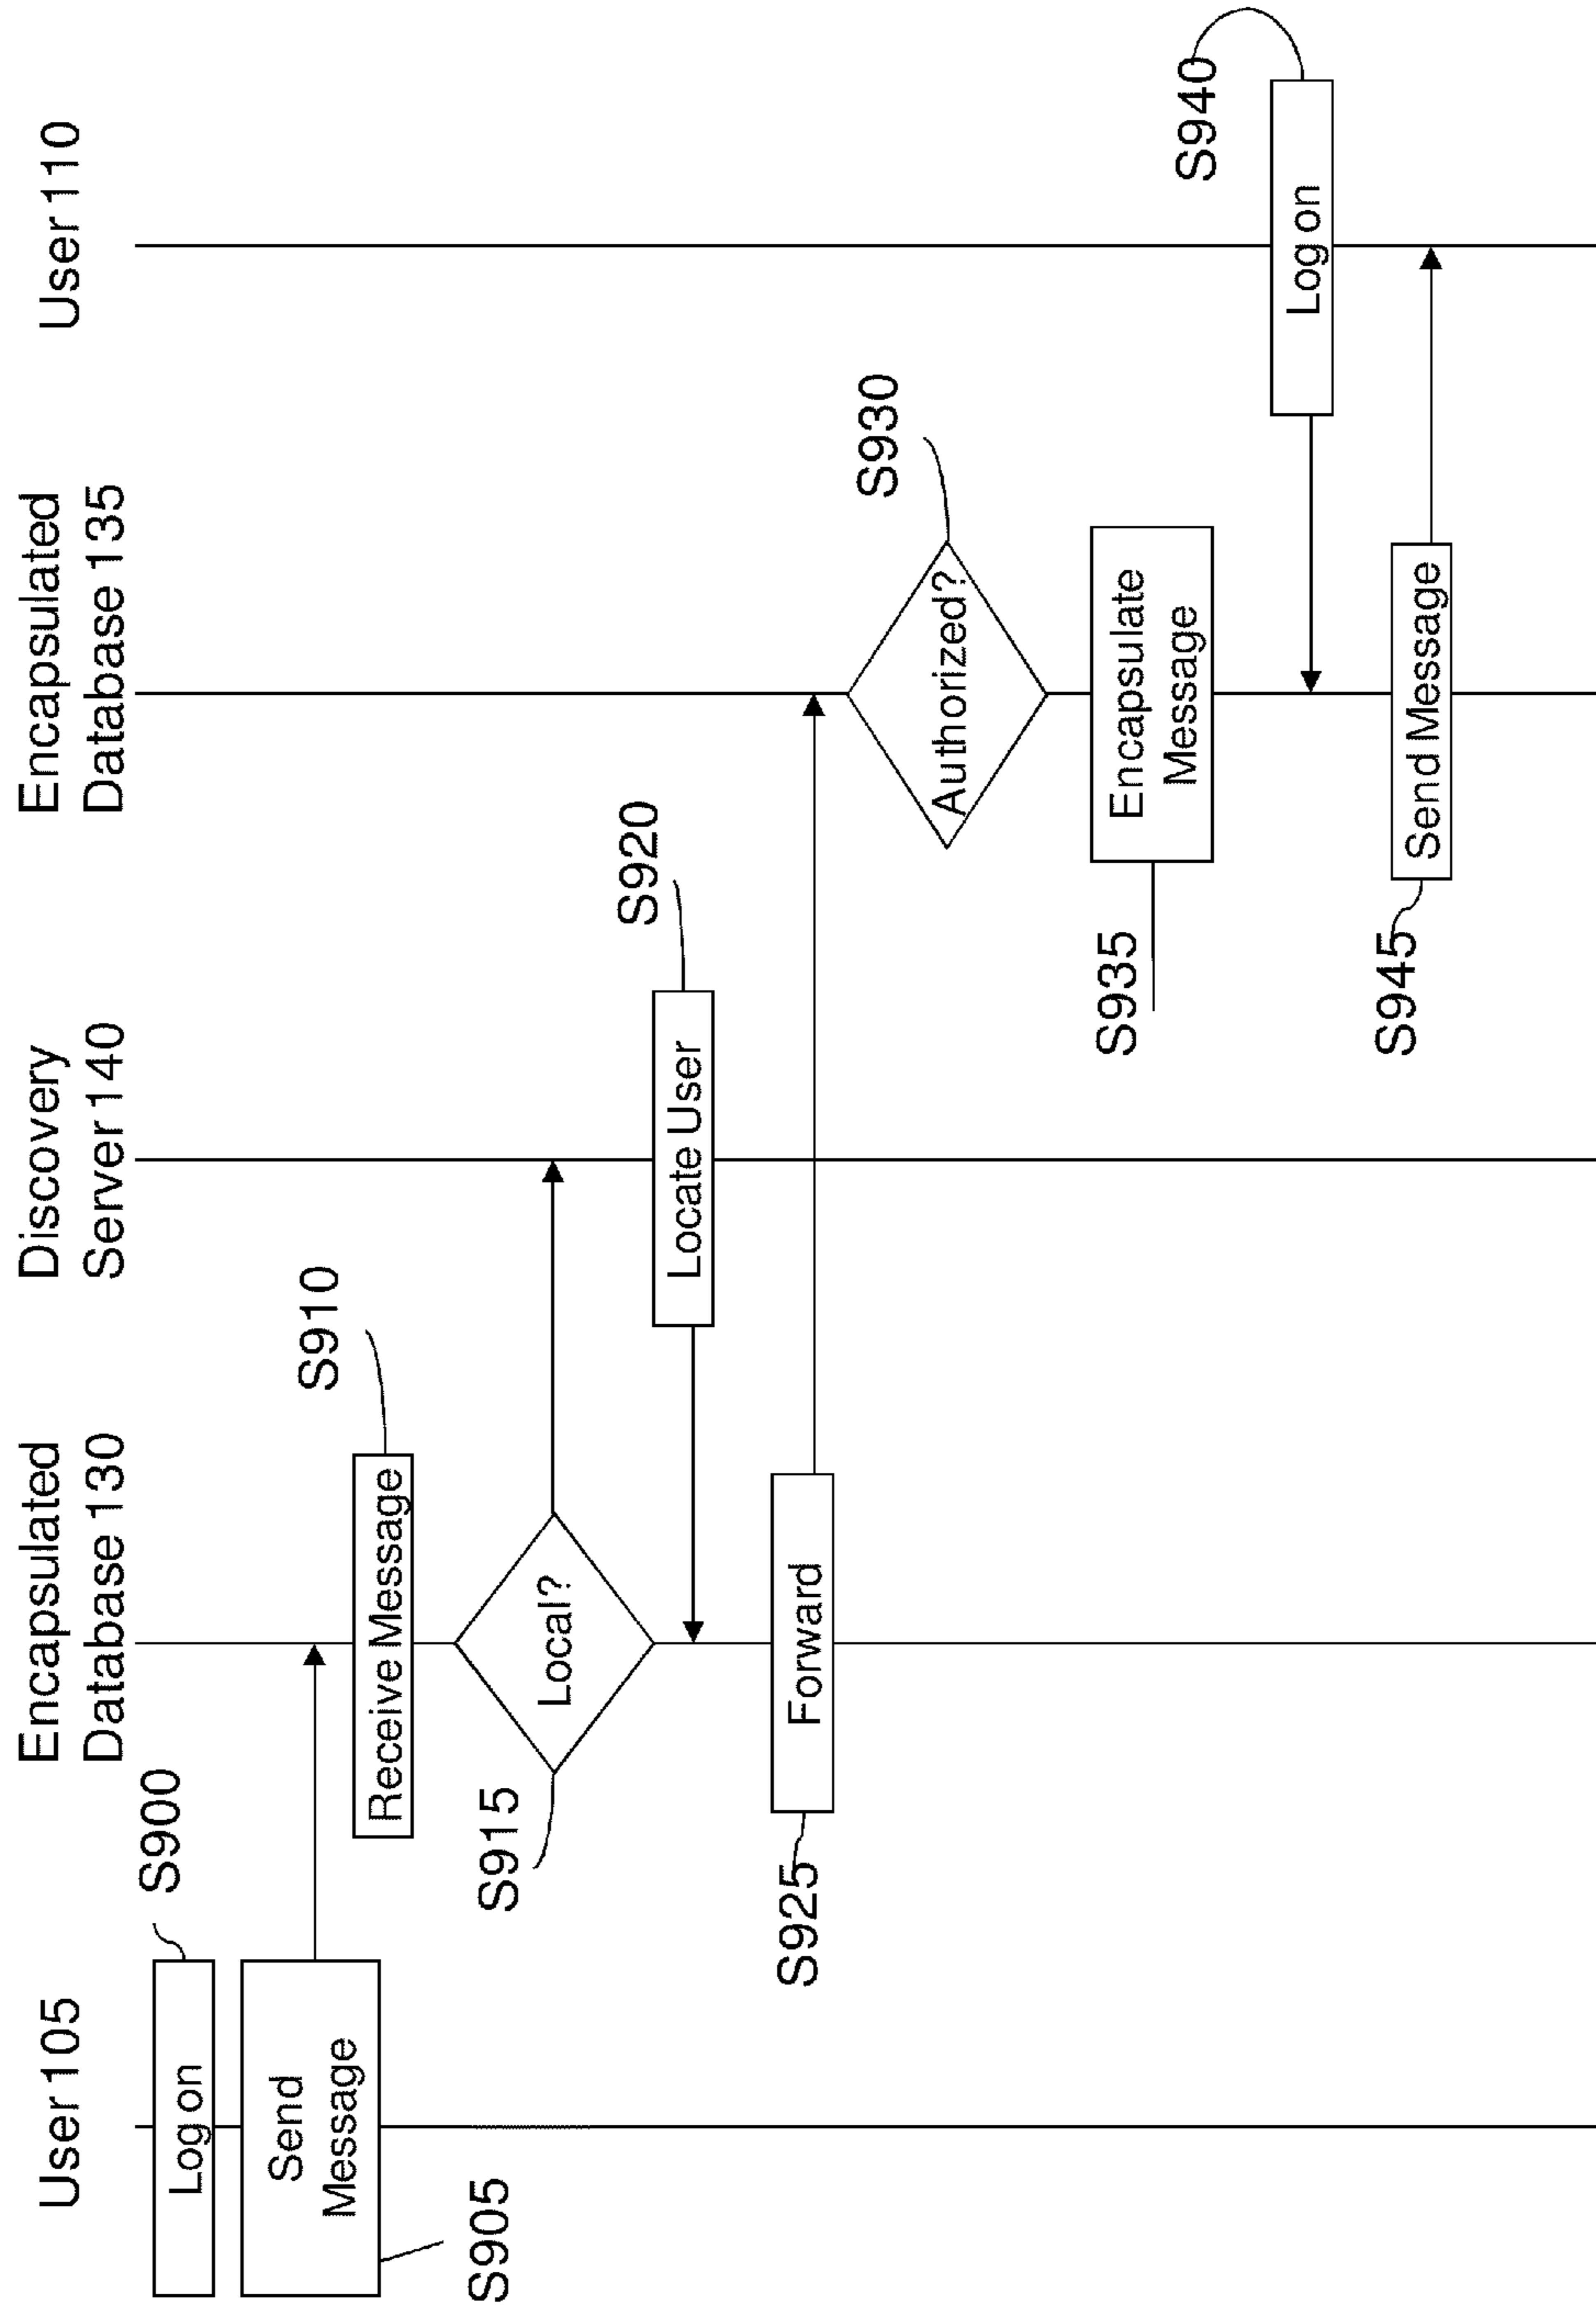 User 105
Encapsulated
Database 130
Discovery
Server 140
Encapsulated
Database 135
User 110
Log on
S900
Send
Message
S905
Receive Message
S910
Local?
S915
Locate User
S920
Forward
S925
Authorized?
S930
Encapsulate
Message
S935
Log on
S940
Send Message
S945